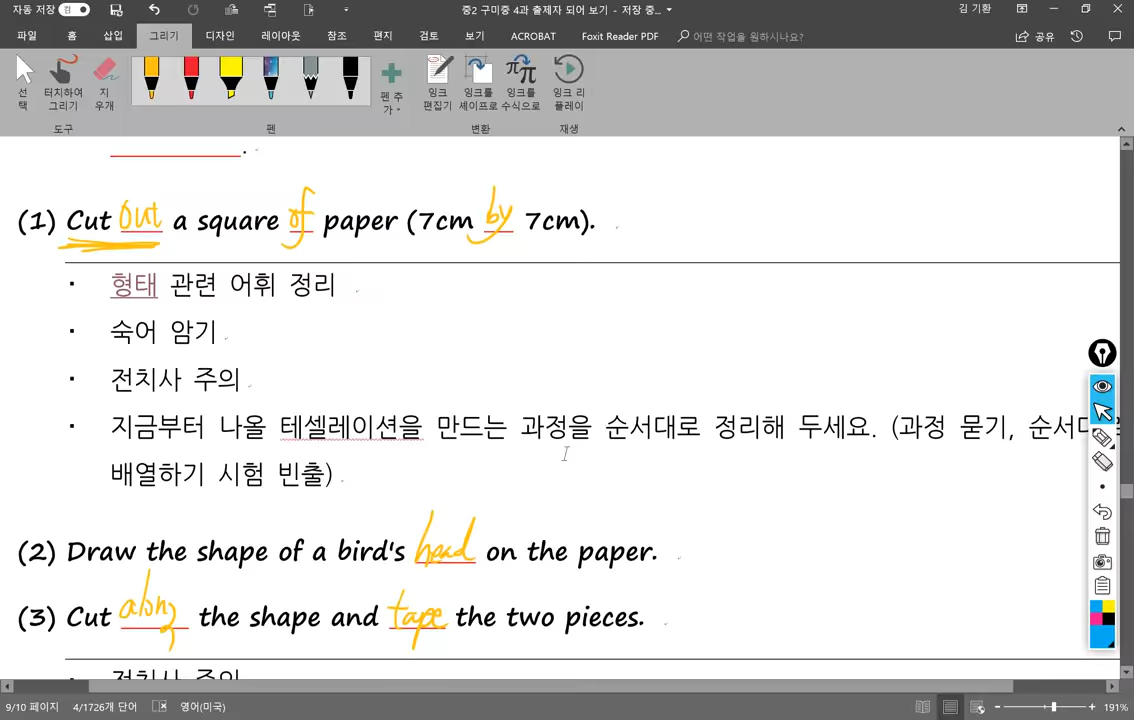 자동 저장 컴 중2 구미중 4과 출제자 되어 보기 - 저장 중... 김 기환
파일 홈 삽입 그리기 디자인 레이아웃 참조 편지 검토 보기 ACROBAT Foxit Reader PDF 어떤 작업을 원하시나요? 공유
선택 터치하여 그리기 지우개 펜 추가 잉크 편집기 잉크를 셰이프로 잉크를 수식으로 잉크 리플레이
도구 펜 변환 재생
.
(1) Cut out a square of paper (7cm by 7cm).
· 형태 관련 어휘 정리
· 숙어 암기
· 전치사 주의
· 지금부터 나올 테셀레이션을 만드는 과정을 순서대로 정리해 두세요. (과정 묻기, 순서대로
배열하기 시험 빈출)
(2) Draw the shape of a bird's head on the paper.
(3) Cut along the shape and tape the two pieces.
전치사 주의
9/10 페이지 4/1726개 단어 영어(미국) 191%